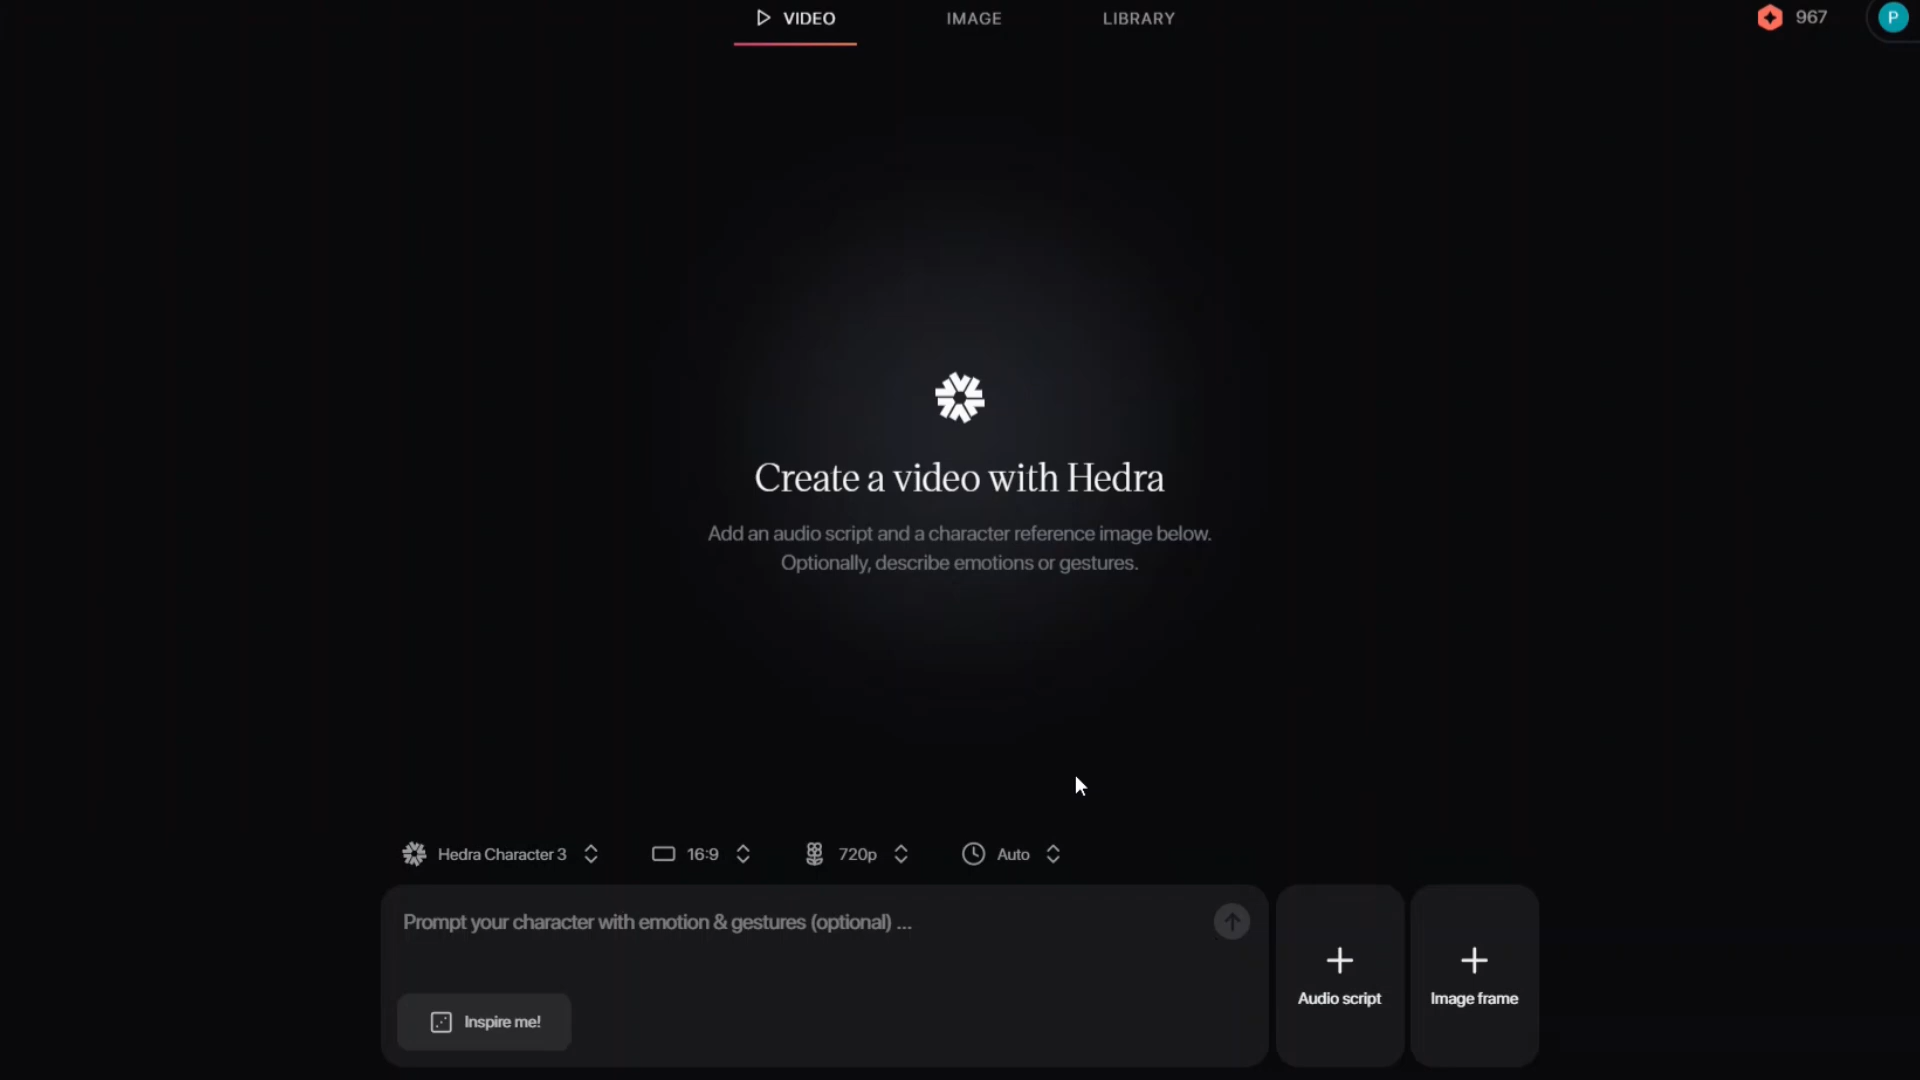 VIDEO
IMAGE
LIBRARY
967
P
Create a video with Hedra
Add an audio script and a character reference image below.
Optionally, describe emotions or gestures.
Hedra Character 3
16:9
720p
Auto
Prompt your character with emotion & gestures (optional) ...
Inspire me!
Audio script
Image frame